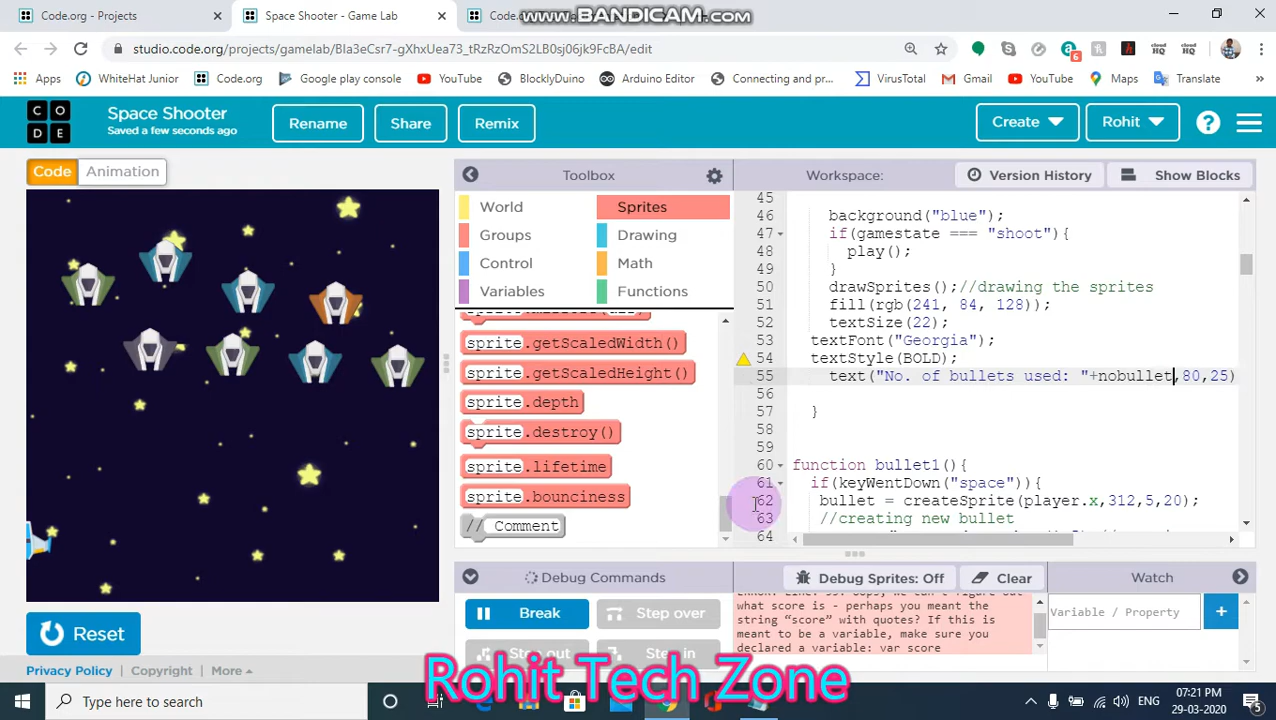 Code.org - Projects
Space Shooter - Game Lab
Code.
www.BANDICAM.com
studio.code.org/projects/gamelab/Bla3eCsr7-gXhxUea73_tRzRzOmS2LB0sj06jk9FcBA/edit
Apps
WhiteHat Junior
Code.org
Google play console
YouTube
BlocklyDuino
Arduino Editor
Connecting and pr...
VirusTotal
Gmail
YouTube
Maps
Translate
»
C O
D E
Space Shooter
Saved a few seconds ago
Rename
Share
Remix
Create
Rohit
?
Code
Animation
Toolbox
Workspace:
Version History
Show Blocks
World
Sprites
Groups
Drawing
Control
Math
Variables
Functions
sprite.getScaledWidth()
sprite.getScaledHeight()
sprite.depth
sprite.destroy()
sprite.lifetime
sprite.bounciness
// Comment
45
46 background("blue");
47 if(gamestate === "shoot"){
48 play();
49 }
50 drawSprites();//drawing the sprites
51 fill(rgb(241, 84, 128));
52 textSize(22);
53 textFont("Georgia");
54 textStyle(BOLD);
55 text("No. of bullets used: "+nobullet,80,25)
56
57 }
58
59
60 function bullet1(){
61 if(keyWentDown("space")){
62 bullet = createSprite(player.x,312,5,20);
63 //creating new bullet
64
Reset
Privacy Policy
Copyright
More
Debug Commands
Break
Step over
Step out
Step in
Debug Sprites: Off
Clear
Watch
what score is - perhaps you meant the
string “score” with quotes? If this is
meant to be a variable, make sure you
declared a variable: var score
Variable / Property
+
Rohit Tech Zone
Type here to search
ENG
07:21 PM
29-03-2020
5